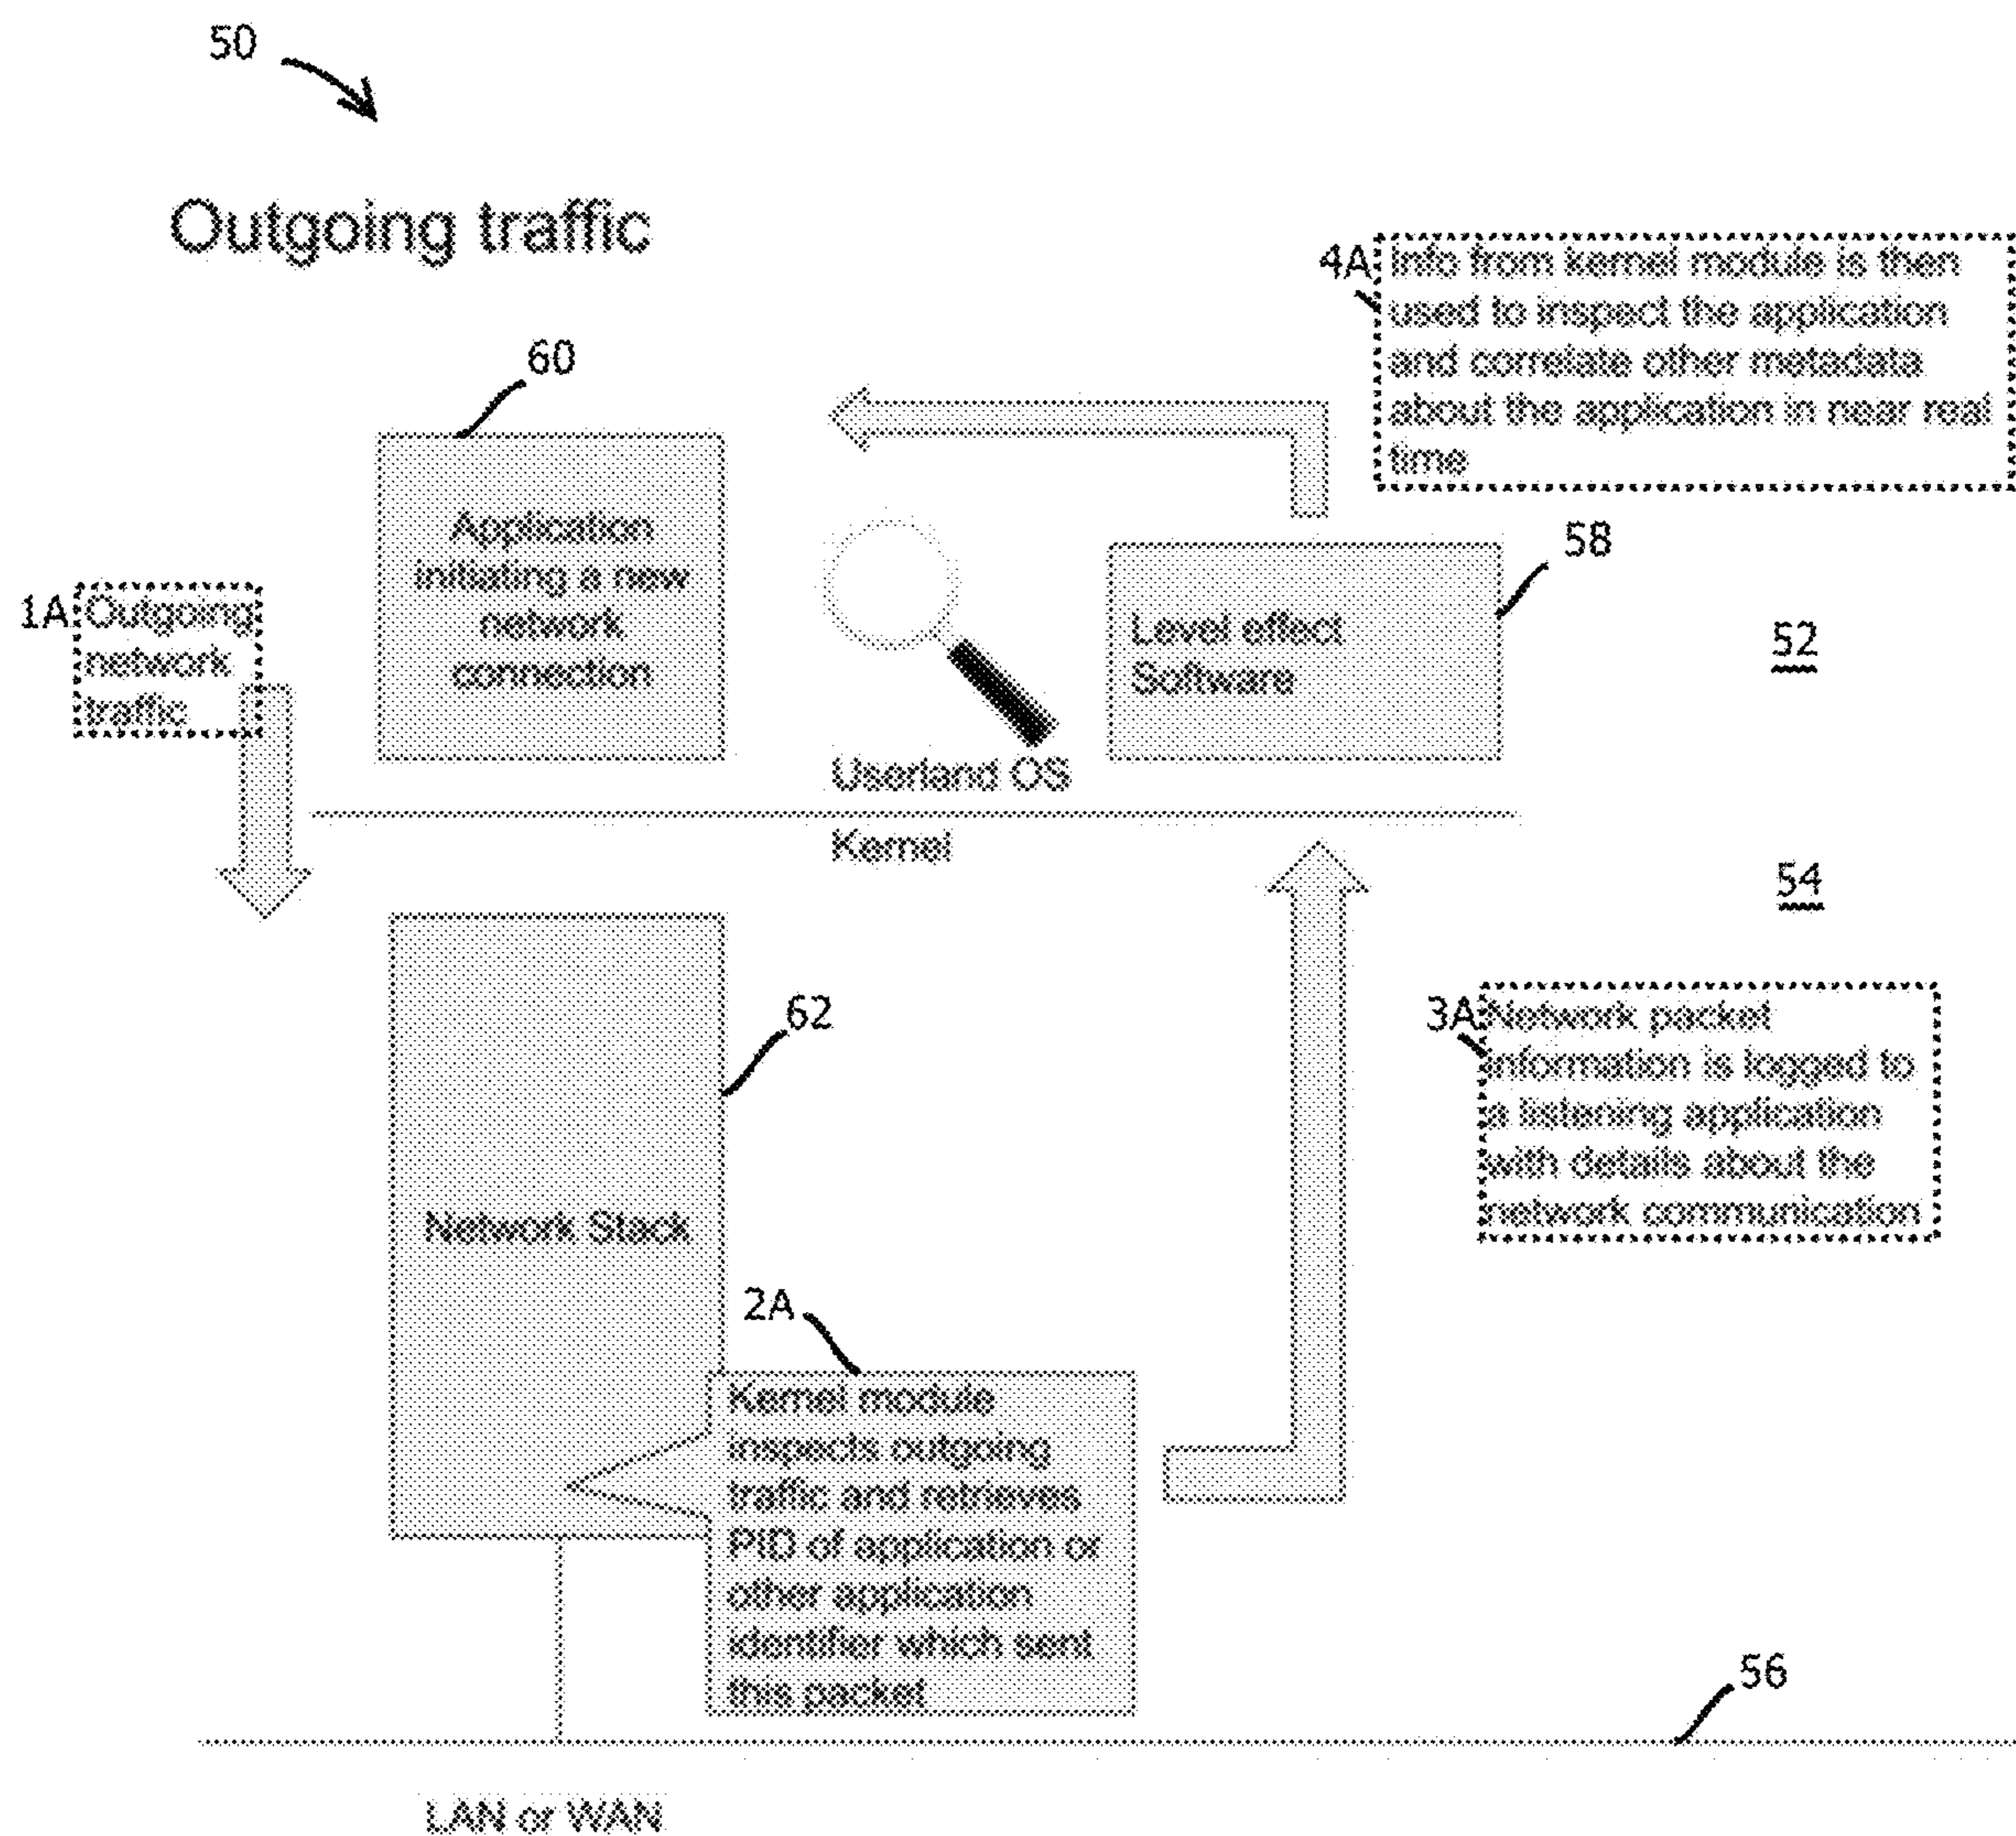 50
Outgoing traffic
4A
Info from kernel module is then
used to inspect the application
and correlate other metadata
about the application in near real
time
60
Application
initiating a new
network
connection
58
Level effect
Software
1A
Outgoing
network
traffic
52
Userland OS
Kernel
54
62
3A
Network packet
information is logged to
a listening application
with details about the
network communication
Network Stack
2A
Kernel module
inspects outgoing
traffic and retrieves
PID of application or
other application
identifier which sent
this packet
56
LAN or WAN